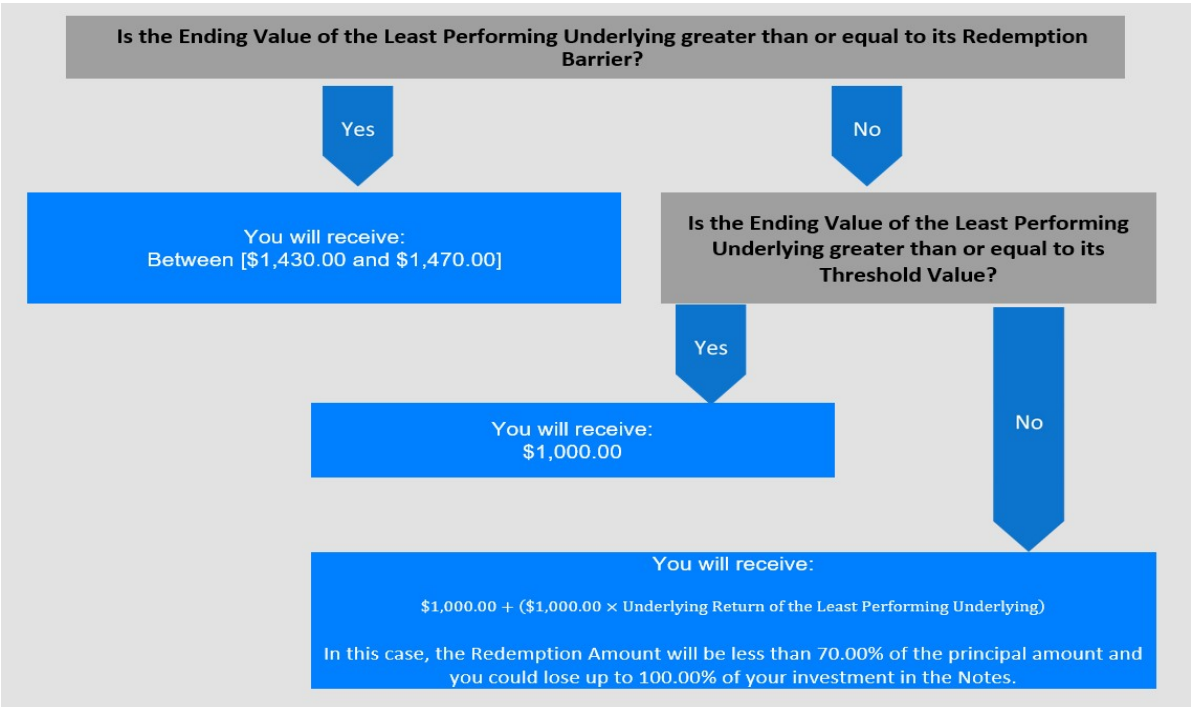 Is the Ending Value of the Least Performing Underlying greater than or equal to its Redemption
Barrier?
Yes
No
You will receive:
Between [$1,430.00 and $1,470.00]
Is the Ending Value of the Least Performing
Underlying greater than or equal to its
Threshold Value?
Yes
No
You will receive:
$1,000.00
You will receive:
$1,000.00 + ($1,000.00 × Underlying Return of the Least Performing Underlying)
In this case, the Redemption Amount will be less than 70.00% of the principal amount and
you could lose up to 100.00% of your investment in the Notes.